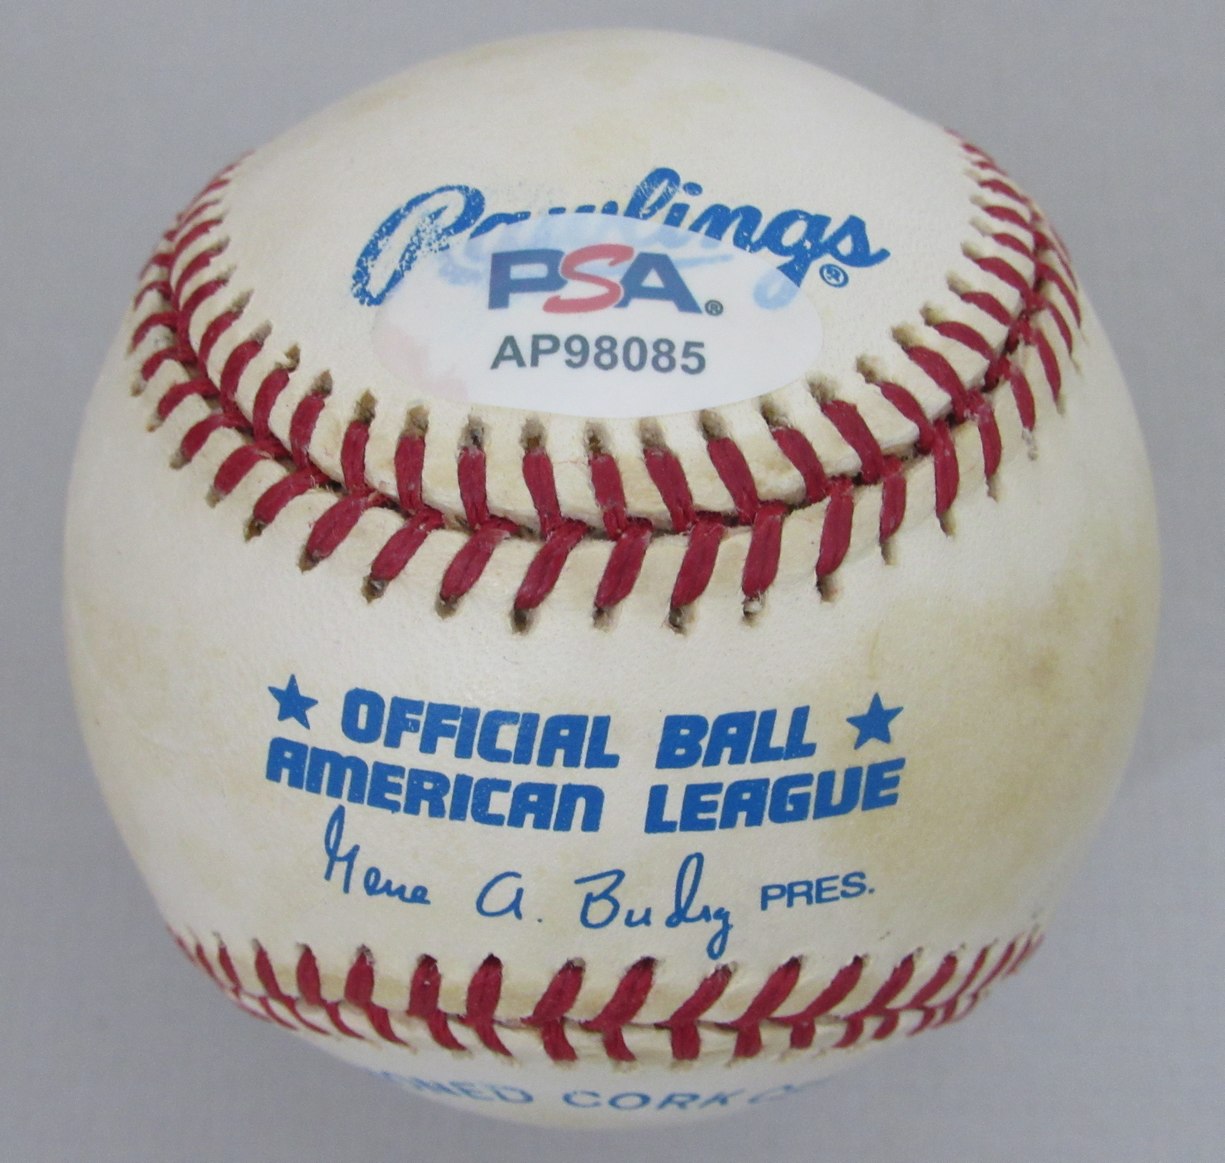 Rawlings®
PSA®
AP98085
★ OFFICIAL BALL ★
AMERICAN LEAGUE
Gene A. Budig PRES.
CORK